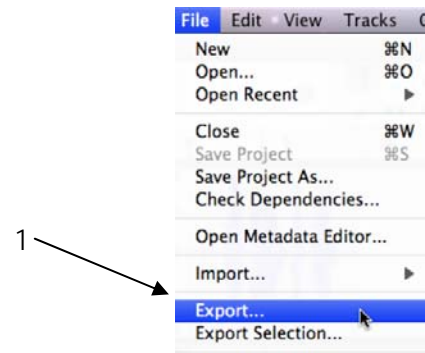 File Edit View Tracks
New ⌘N
Open... ⌘O
Open Recent ▶
Close ⌘W
Save Project ⌘S
Save Project As...
Check Dependencies...
Open Metadata Editor...
1
Import... ▶
Export...
Export Selection...